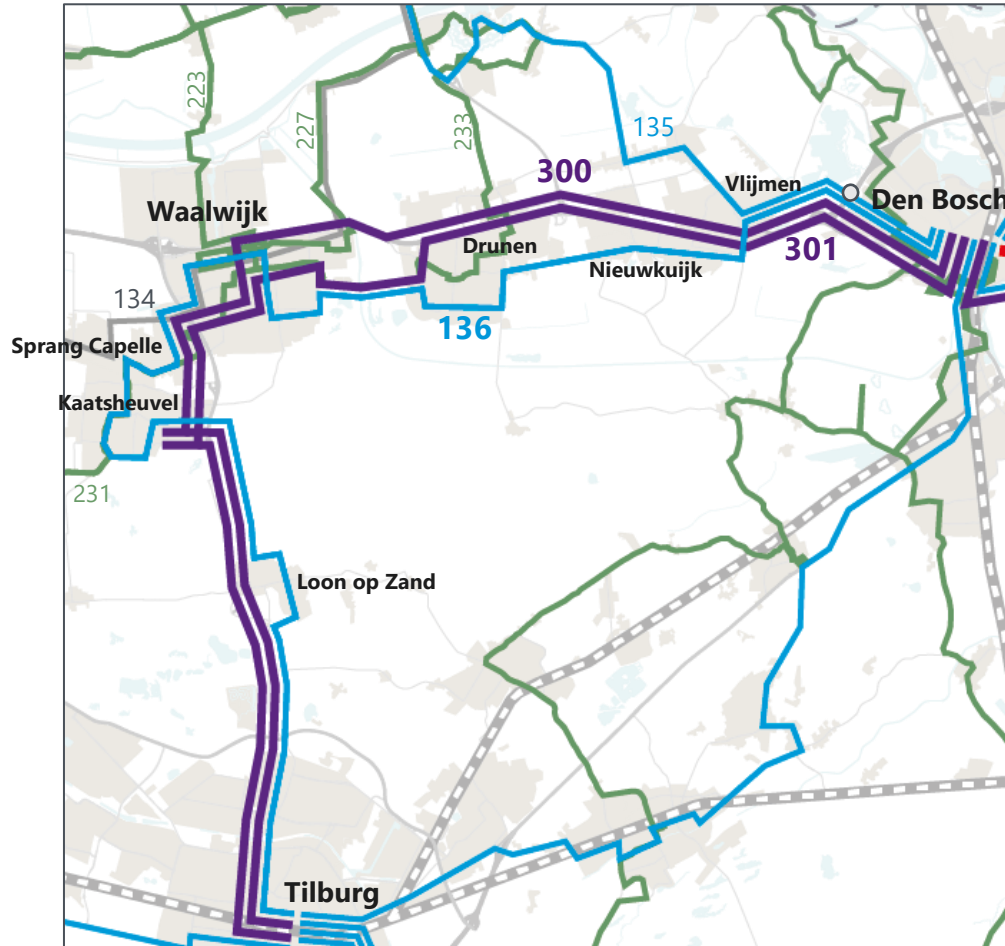 223
227
233
135
300
Vlijmen
Den Bosch
Waalwijk
Drunen
301
Nieuwkuijk
134
136
Sprang Capelle
Kaatsheuvel
231
Loon op Zand
Tilburg